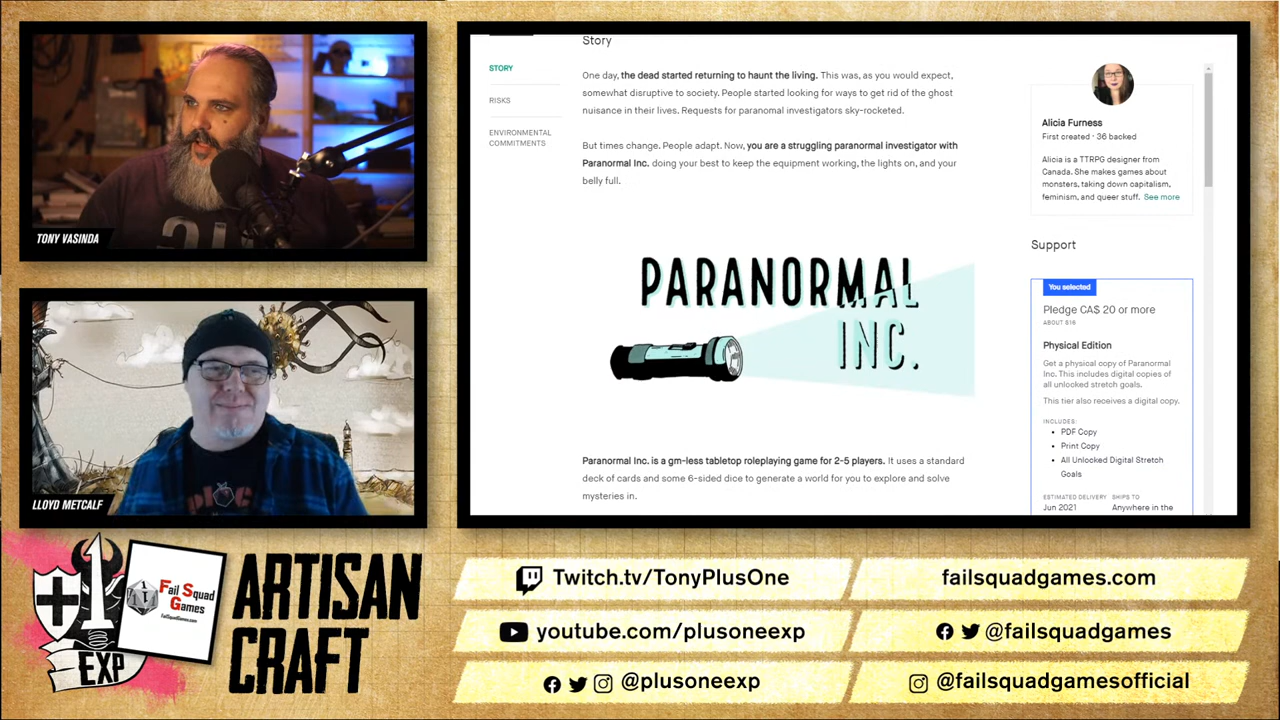 TONY VASINDA
LLOYD METCALF
+1
EXP
Fail Squad
Games
FailSquadGames.com
ARTISAN
CRAFT
STORY
RISKS
ENVIRONMENTAL
COMMITMENTS
Story
One day, the dead started returning to haunt the living. This was, as you would expect,
somewhat disruptive to society. People started looking for ways to get rid of the ghost
nuisance in their lives. Requests for paranomal investigators sky-rocketed.
But times change. People adapt. Now, you are a struggling paranormal investigator with
Paranormal Inc. doing your best to keep the equipment working, the lights on, and your
belly full.
PARANORMAL
INC.
Paranormal Inc. is a gm-less tabletop roleplaying game for 2-5 players. It uses a standard
deck of cards and some 6-sided dice to generate a world for you to explore and solve
mysteries in.
Alicia Furness
First created · 36 backed
Alicia is a TTRPG designer from
Canada. She makes games about
monsters, taking down capitalism,
feminism, and queer stuff. See more
Support
You selected
Pledge CA$ 20 or more
ABOUT $16
Physical Edition
Get a physical copy of Paranormal
Inc. This includes digital copies of
all unlocked stretch goals.
This tier also receives a digital copy.
INCLUDES:
• PDF Copy
• Print Copy
• All Unlocked Digital Stretch
Goals
ESTIMATED DELIVERY SHIPS TO
Jun 2021 Anywhere in the
Twitch.tv/TonyPlusOne
youtube.com/plusoneexp
@plusoneexp
failsquadgames.com
@failsquadgames
@failsquadgamesofficial